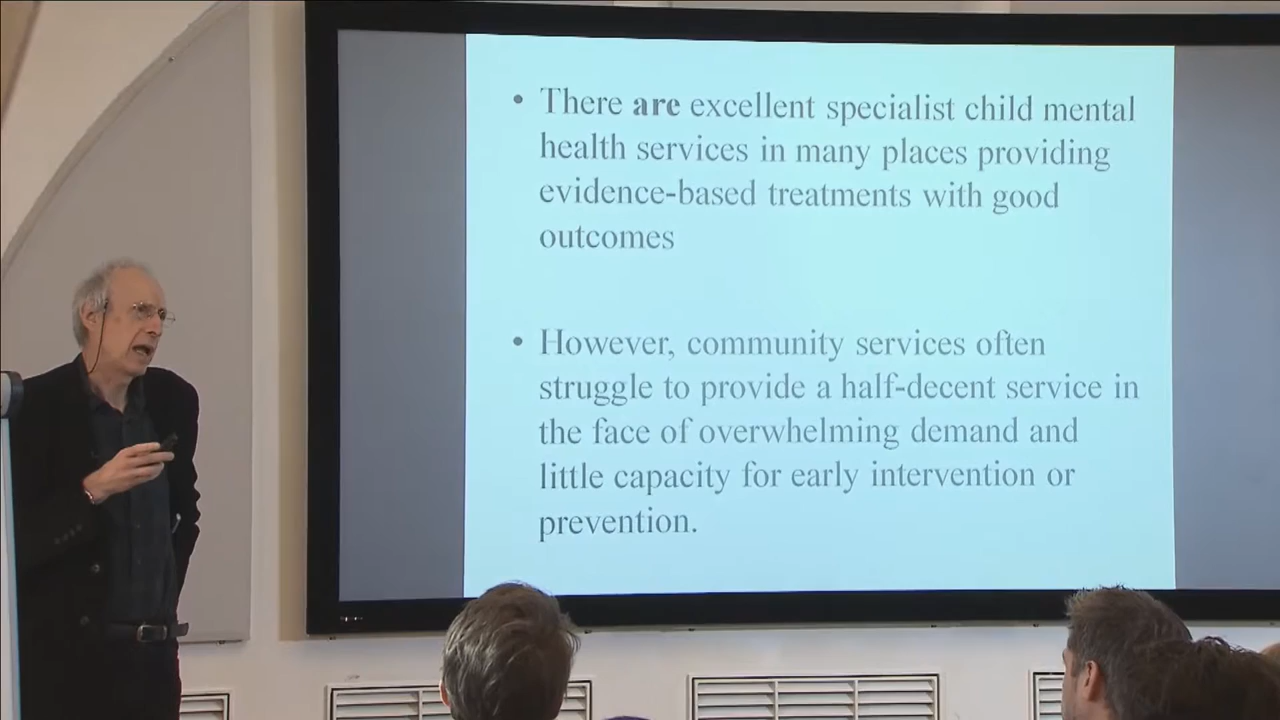 • There are excellent specialist child mental
health services in many places providing
evidence-based treatments with good
outcomes
• However, community services often
struggle to provide a half-decent service in
the face of overwhelming demand and
little capacity for early intervention or
prevention.